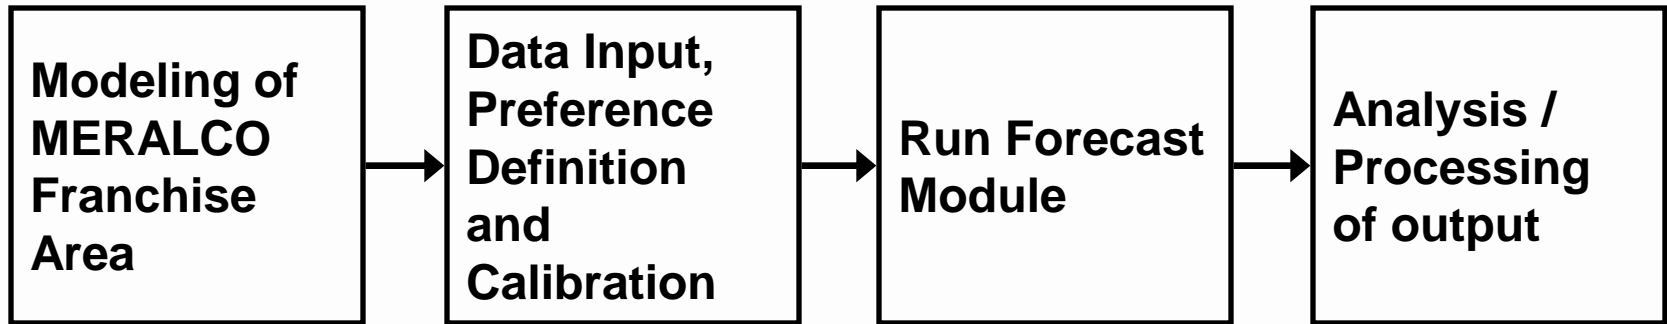 Modeling of
MERALCO
Franchise
Area
Data Input,
Preference
Definition
and
Calibration
Run Forecast
Module
Analysis /
Processing
of output